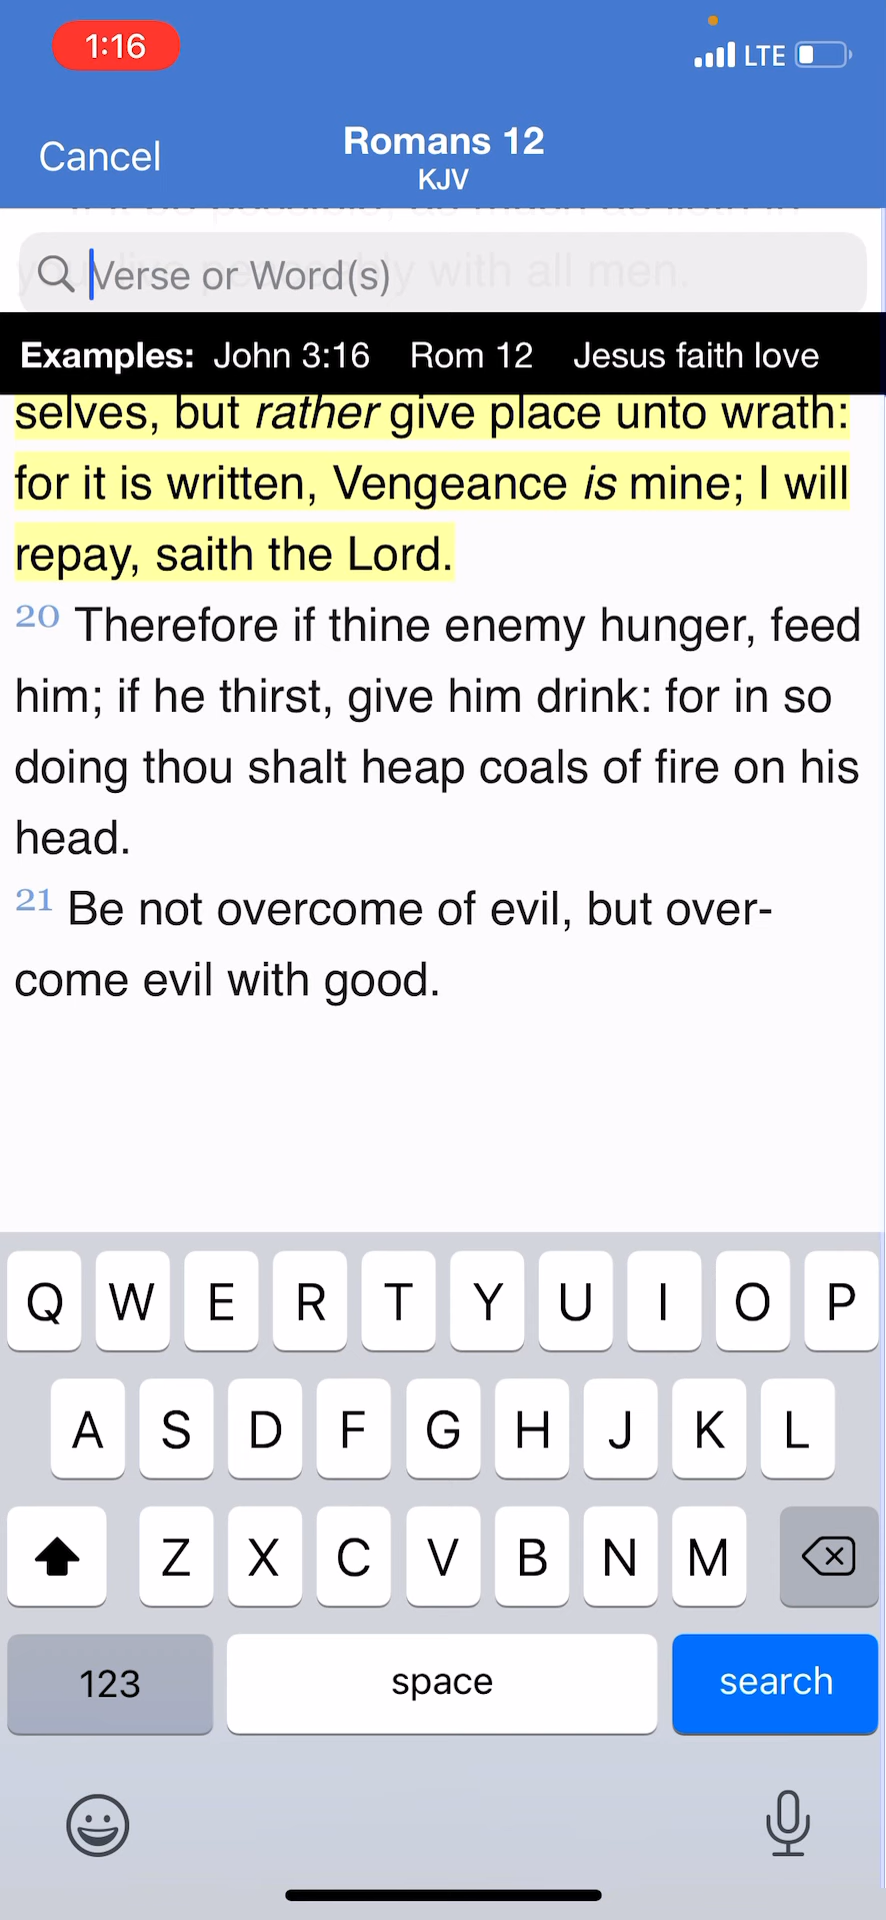 1:16
LTE
Cancel
Romans 12
KJV
Verse or Word(s)
with all men.
Examples: John 3:16 Rom 12 Jesus faith love
selves, but rather give place unto wrath:
for it is written, Vengeance is mine; I will
repay, saith the Lord.
20 Therefore if thine enemy hunger, feed
him; if he thirst, give him drink: for in so
doing thou shalt heap coals of fire on his
head.
21 Be not overcome of evil, but over-
come evil with good.
Q W E R T Y U I O P
A S D F G H J K L
Z X C V B N M
123 space search